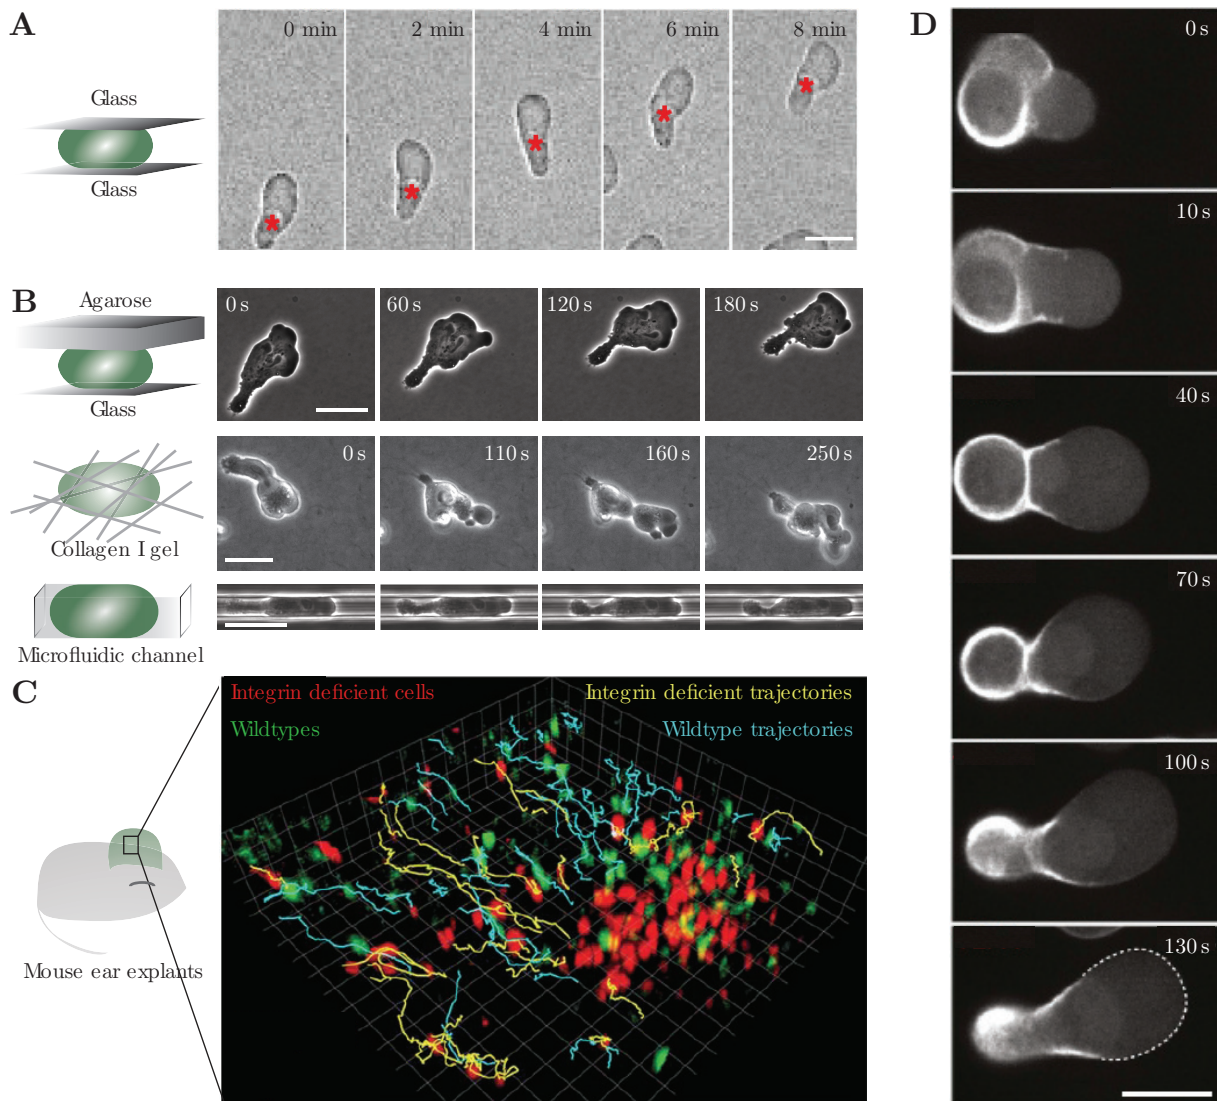 A
0 min
2 min
4 min
6 min
8 min
Glass
Glass
B
Agarose
Glass
0 s
60 s
120 s
180 s
Collagen I gel
0 s
110 s
160 s
250 s
Microfluidic channel
C
Integrin deficient cells
Integrin deficient trajectories
Wildtypes
Wildtype trajectories
Mouse ear explants
D
0 s
10 s
40 s
70 s
100 s
130 s